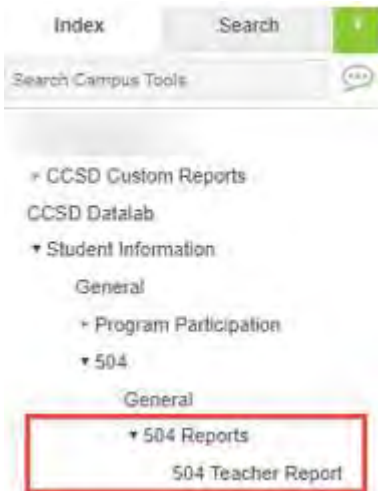 Index Search
Search Campus Tools
CCSD Custom Reports
CCSD Datalab
Student Information
General
Program Participation
504
General
504 Reports
504 Teacher Report